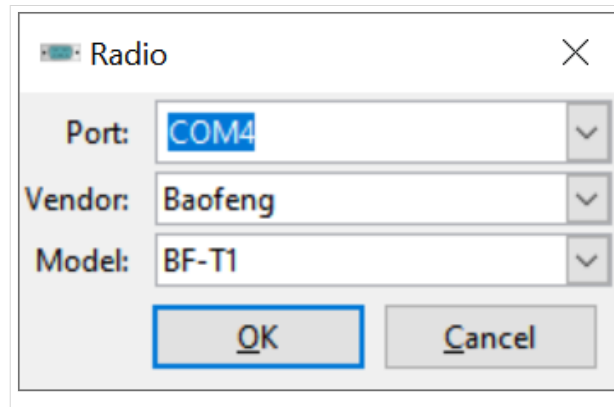 Radio
Port: COM4
Vendor: Baofeng
Model: BF-T1
OK Cancel